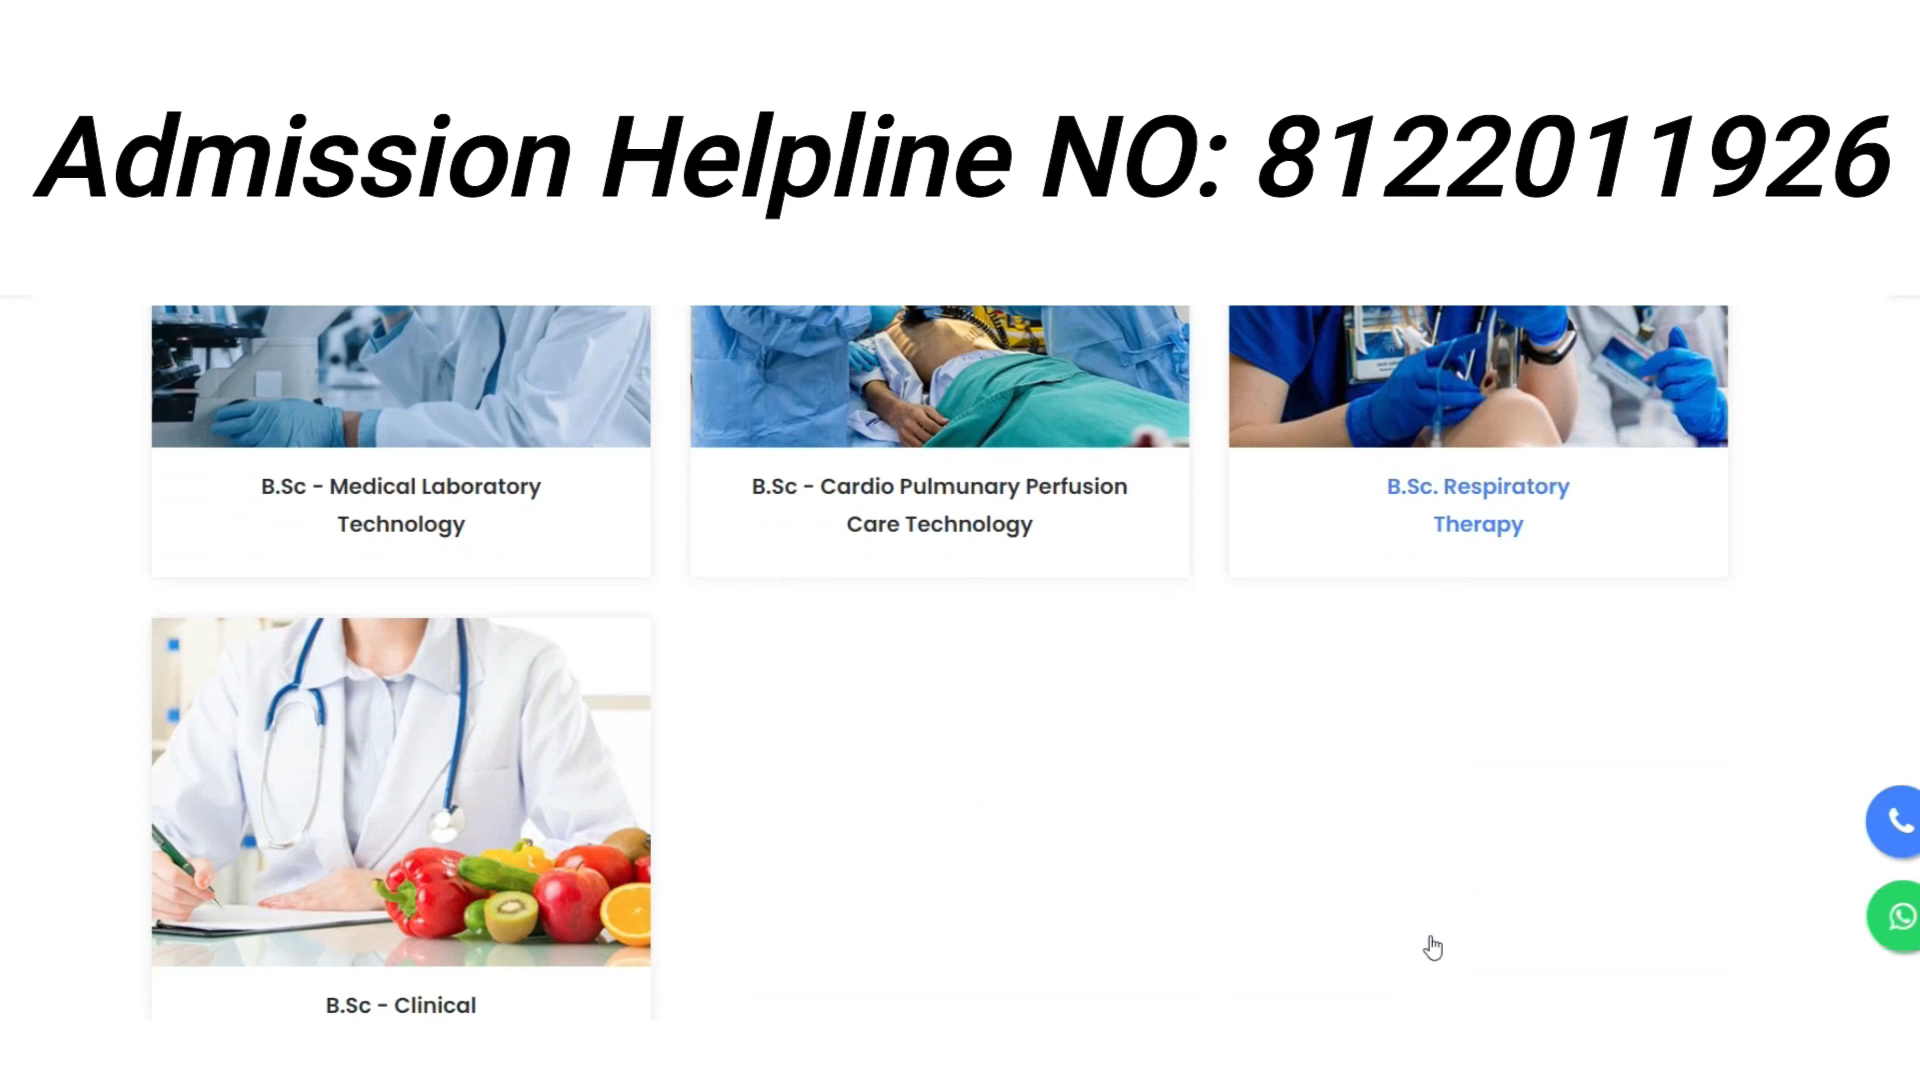 Admission Helpline NO: 8122011926
B.Sc - Medical Laboratory
Technology
B.Sc - Cardio Pulmunary Perfusion
Care Technology
B.Sc. Respiratory
Therapy
B.Sc - Clinical